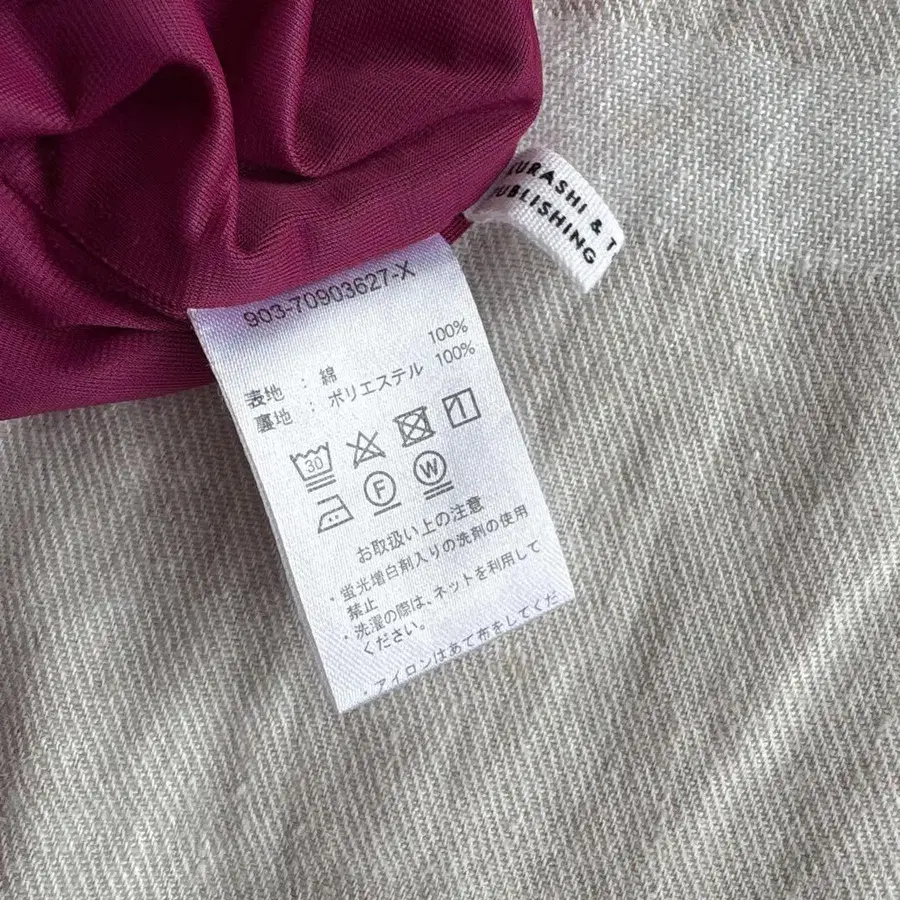 KURASHI & T
PUBLISHING
903-70903627-X
表地 : 綿 100%
裏地 : ポリエステル 100%
30
F W
お取扱い上の注意
・蛍光増白剤入りの洗剤の使用
禁止
・洗濯の際は、ネットを利用して
ください。
・アイロンはあて布をしてくだ